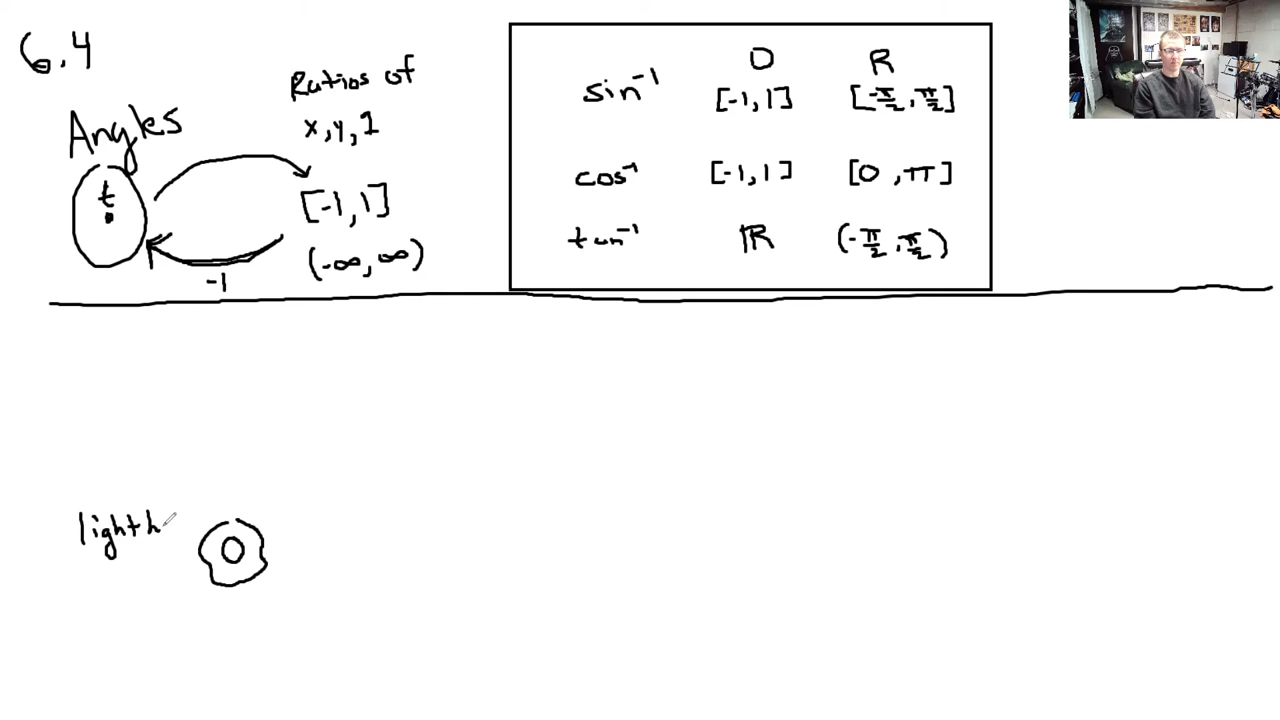 6.4
Angles
t
Ratios of
x, y, 1
[-1, 1]
(-∞, ∞)
-1
D R
sin⁻¹ [-1, 1] [-π/2, π/2]
cos⁻¹ [-1, 1] [0, π]
tan⁻¹ ℝ (-π/2, π/2)
lighth